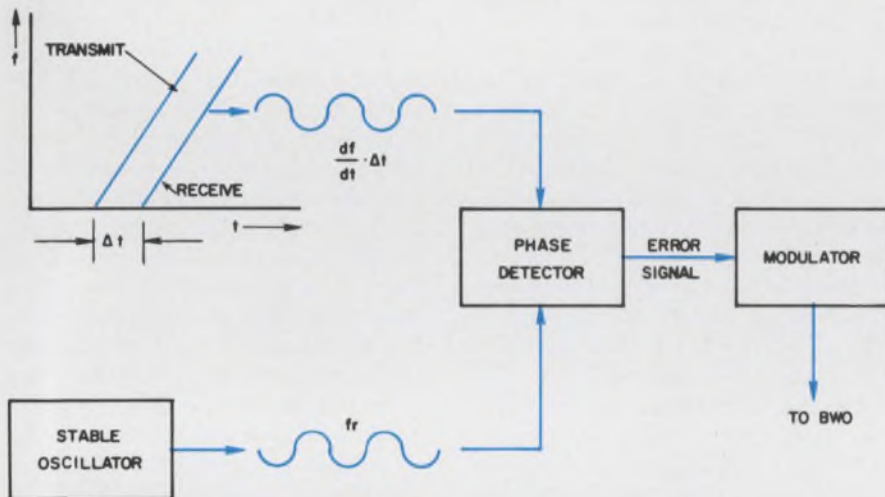 f
TRANSMIT
df
dt · Δt
RECEIVE
t
Δt
PHASE
DETECTOR
ERROR
SIGNAL
MODULATOR
fr
TO BWO
STABLE
OSCILLATOR